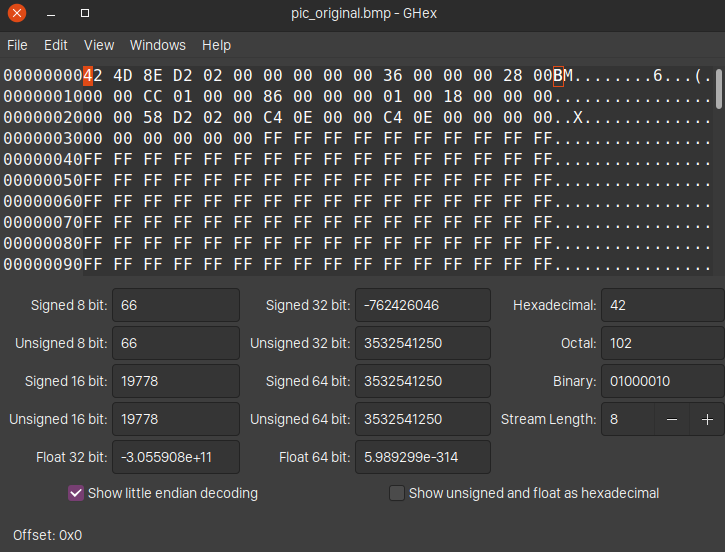 pic_original.bmp - GHex
File Edit View Windows Help
0000000042 4D 8E D2 02 00 00 00 00 00 36 00 00 00 28 00BM........6...(.
0000001000 00 CC 01 00 00 86 00 00 00 01 00 18 00 00 00................
0000002000 00 58 D2 02 00 C4 0E 00 00 C4 0E 00 00 00 00..X.............
0000003000 00 00 00 00 00 FF FF FF FF FF FF FF FF FF FF................
00000040FF FF FF FF FF FF FF FF FF FF FF FF FF FF FF FF................
00000050FF FF FF FF FF FF FF FF FF FF FF FF FF FF FF FF................
00000060FF FF FF FF FF FF FF FF FF FF FF FF FF FF FF FF................
00000070FF FF FF FF FF FF FF FF FF FF FF FF FF FF FF FF................
00000080FF FF FF FF FF FF FF FF FF FF FF FF FF FF FF FF................
00000090FF FF FF FF FF FF FF FF FF FF FF FF FF FF FF FF................
Signed 8 bit: 66 Signed 32 bit: -762426046 Hexadecimal: 42
Unsigned 8 bit: 66 Unsigned 32 bit: 3532541250 Octal: 102
Signed 16 bit: 19778 Signed 64 bit: 3532541250 Binary: 01000010
Unsigned 16 bit: 19778 Unsigned 64 bit: 3532541250 Stream Length: 8 − +
Float 32 bit: -3.055908e+11 Float 64 bit: 5.989299e-314
Show little endian decoding Show unsigned and float as hexadecimal
Offset: 0x0